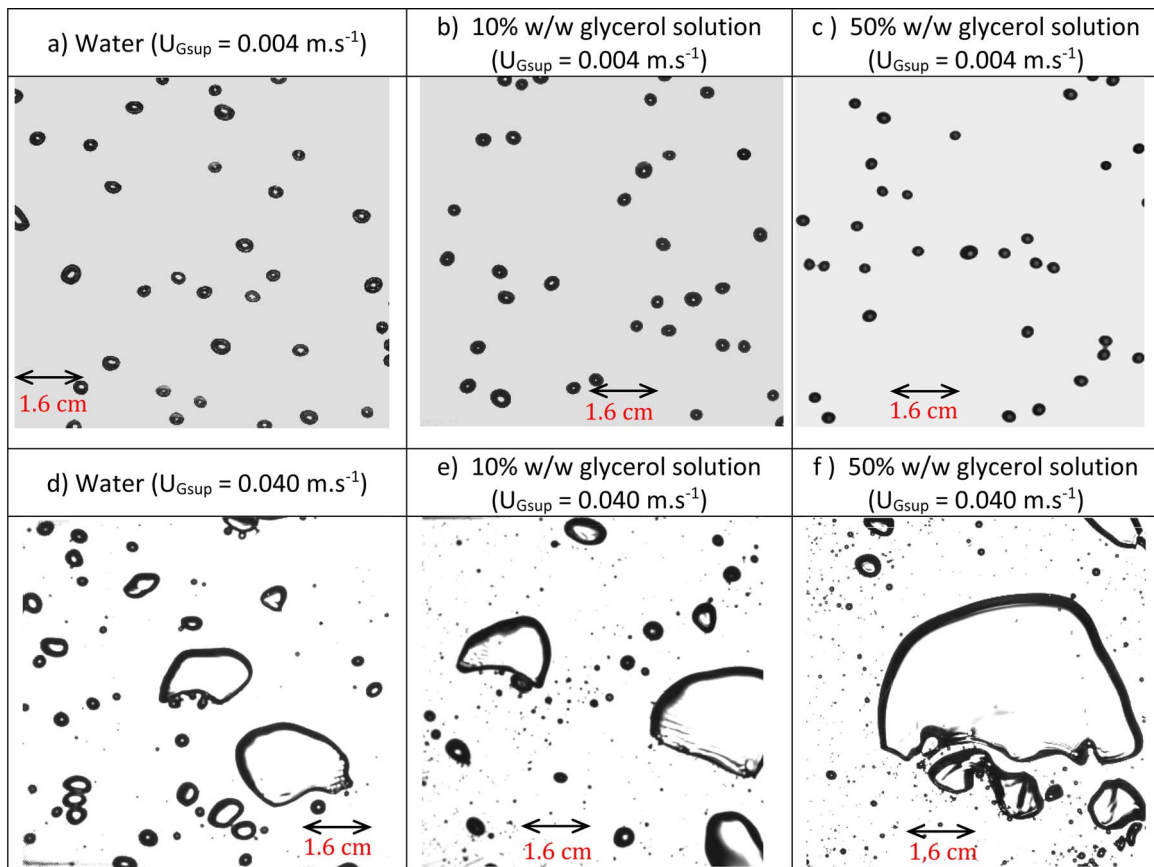 a) Water (UGsup = 0.004 m.s-1)
b) 10% w/w glycerol solution
(UGsup = 0.004 m.s-1)
c) 50% w/w glycerol solution
(UGsup = 0.004 m.s-1)
1.6 cm
1.6 cm
1.6 cm
d) Water (UGsup = 0.040 m.s-1)
e) 10% w/w glycerol solution
(UGsup = 0.040 m.s-1)
f ) 50% w/w glycerol solution
(UGsup = 0.040 m.s-1)
1.6 cm
1.6 cm
1,6 cm